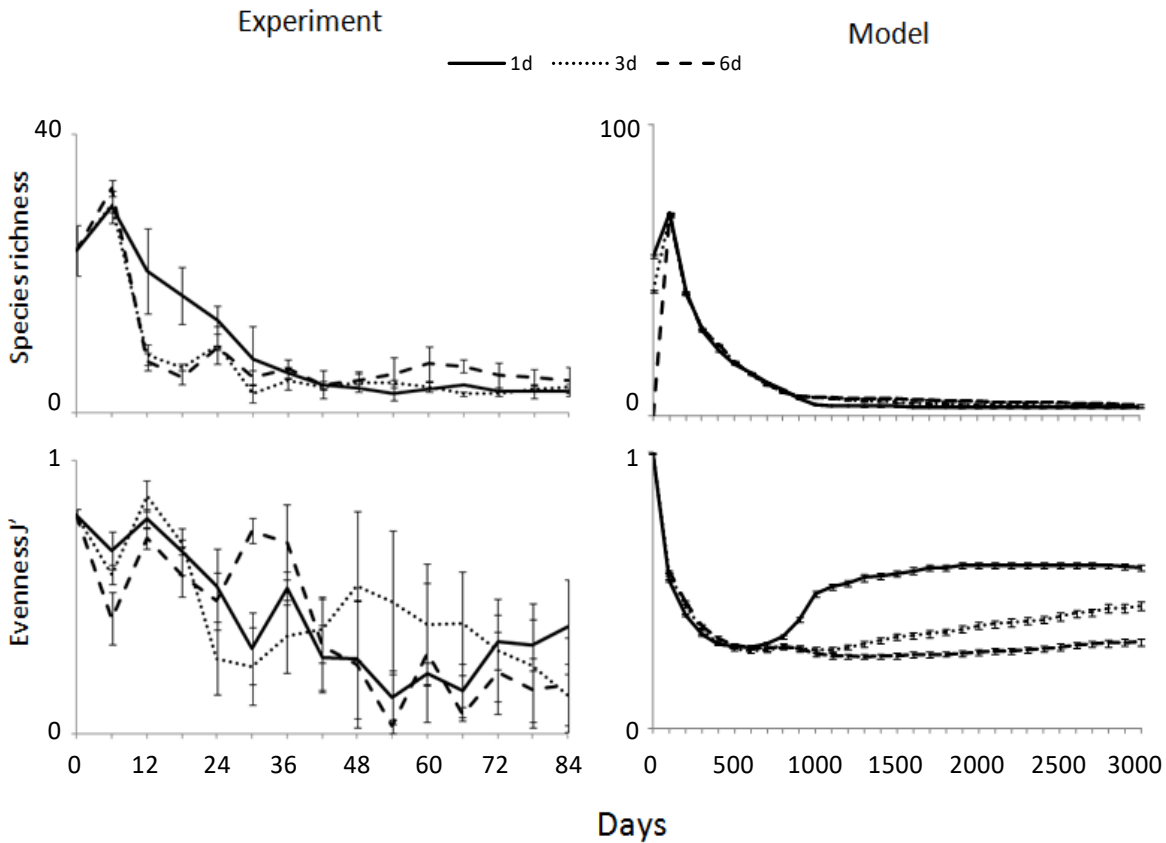 Experiment
Model
1d 3d 6d
Species richness
40
0
100
0
Evenness J'
1
0
1
0
0 12 24 36 48 60 72 84
0 500 1000 1500 2000 2500 3000
Days